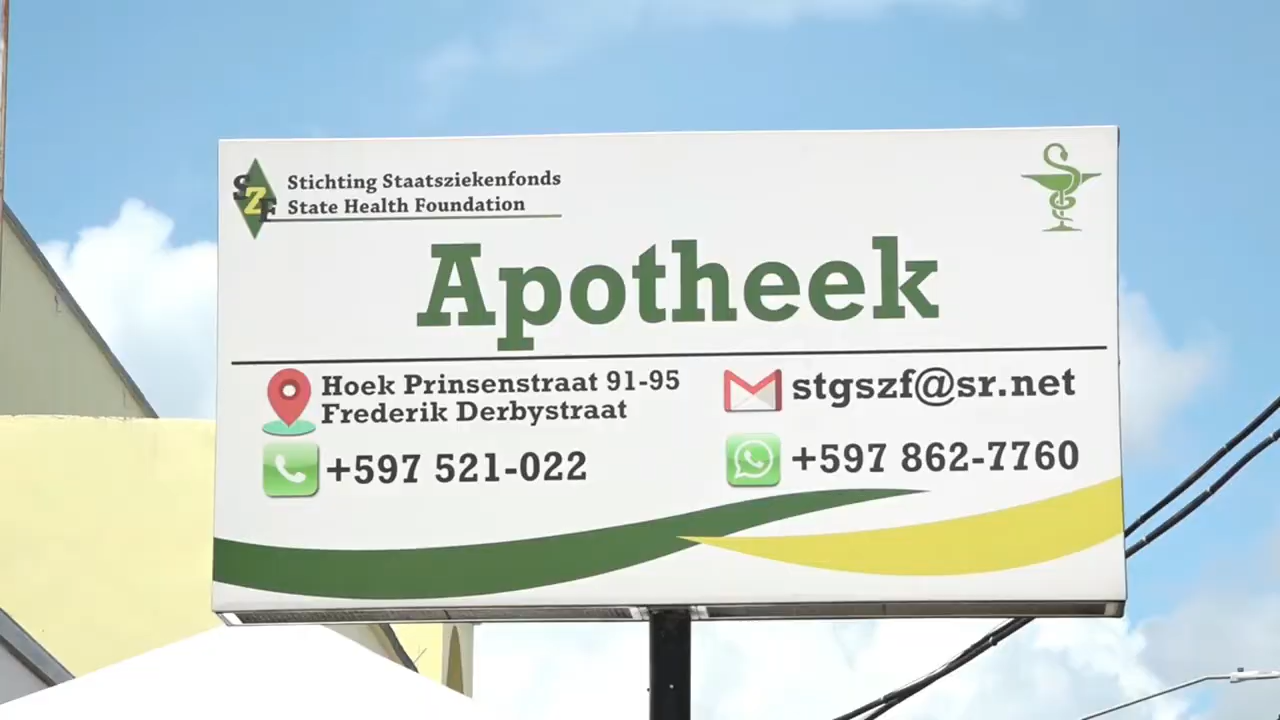 SZF
Stichting Staatsziekenfonds
State Health Foundation
Apotheek
Hoek Prinsenstraat 91-95
Frederik Derbystraat
stgszf@sr.net
+597 521-022
+597 862-7760